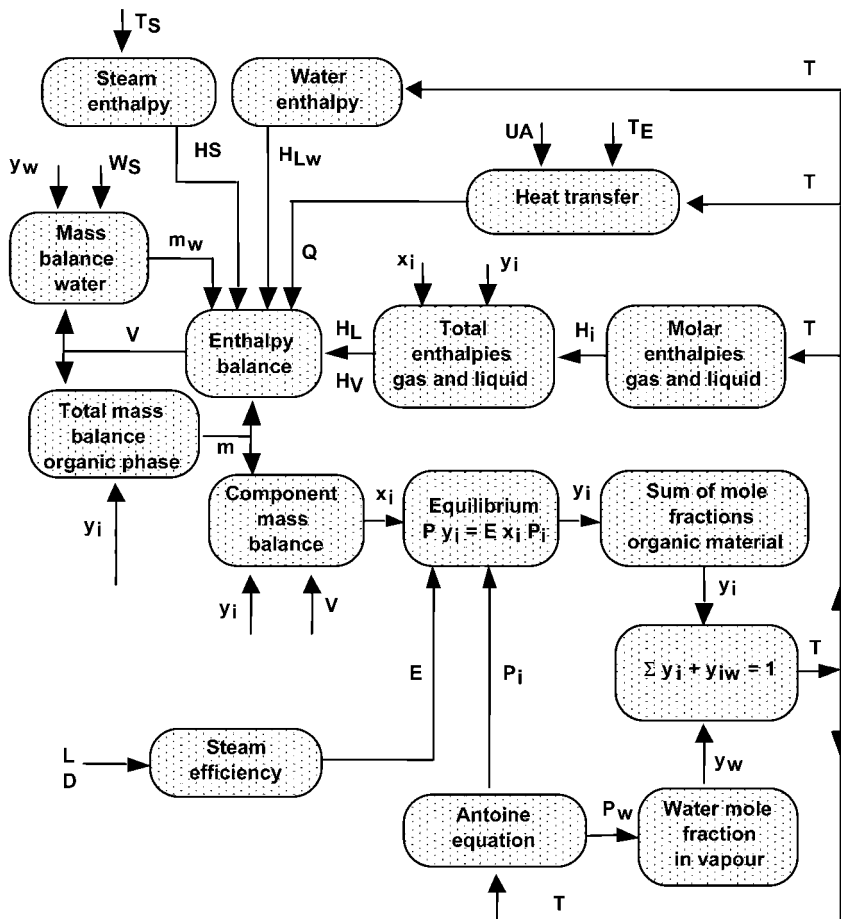 T_S
Steam
enthalpy
Water
enthalpy
T
HS
H_Lw
UA
T_E
Heat transfer
T
y_w
W_S
Mass
balance
water
m_w
Q
x_i
y_i
V
Enthalpy
balance
H_L
H_V
Total
enthalpies
gas and liquid
H_i
Molar
enthalpies
gas and liquid
T
Total mass
balance
organic phase
m
y_i
Component
mass
balance
x_i
Equilibrium
P y_i = E x_i P_i
y_i
Sum of mole
fractions
organic material
y_i
V
y_i
E
P_i
Σ y_i + y_iw = 1
T
L
D
Steam
efficiency
y_w
Antoine
equation
P_w
Water mole
fraction
in vapour
T